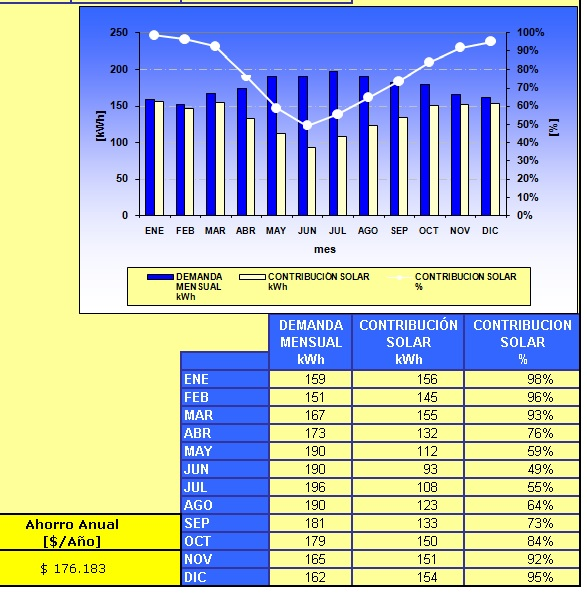 250
200
150
100
50
0
[kWh]
100%
90%
80%
70%
60%
50%
40%
30%
20%
10%
0%
[%]
ENE FEB MAR ABR MAY JUN JUL AGO SEP OCT NOV DIC
mes
DEMANDA MENSUAL kWh
CONTRIBUCIÓN SOLAR kWh
CONTRIBUCION SOLAR %
DEMANDA CONTRIBUCIÓN CONTRIBUCION
MENSUAL SOLAR SOLAR
kWh kWh %
ENE 159 156 98%
FEB 151 145 96%
MAR 167 155 93%
ABR 173 132 76%
MAY 190 112 59%
JUN 190 93 49%
JUL 196 108 55%
AGO 190 123 64%
SEP 181 133 73%
OCT 179 150 84%
NOV 165 151 92%
DIC 162 154 95%
Ahorro Anual
[$/Año]
$ 176.183